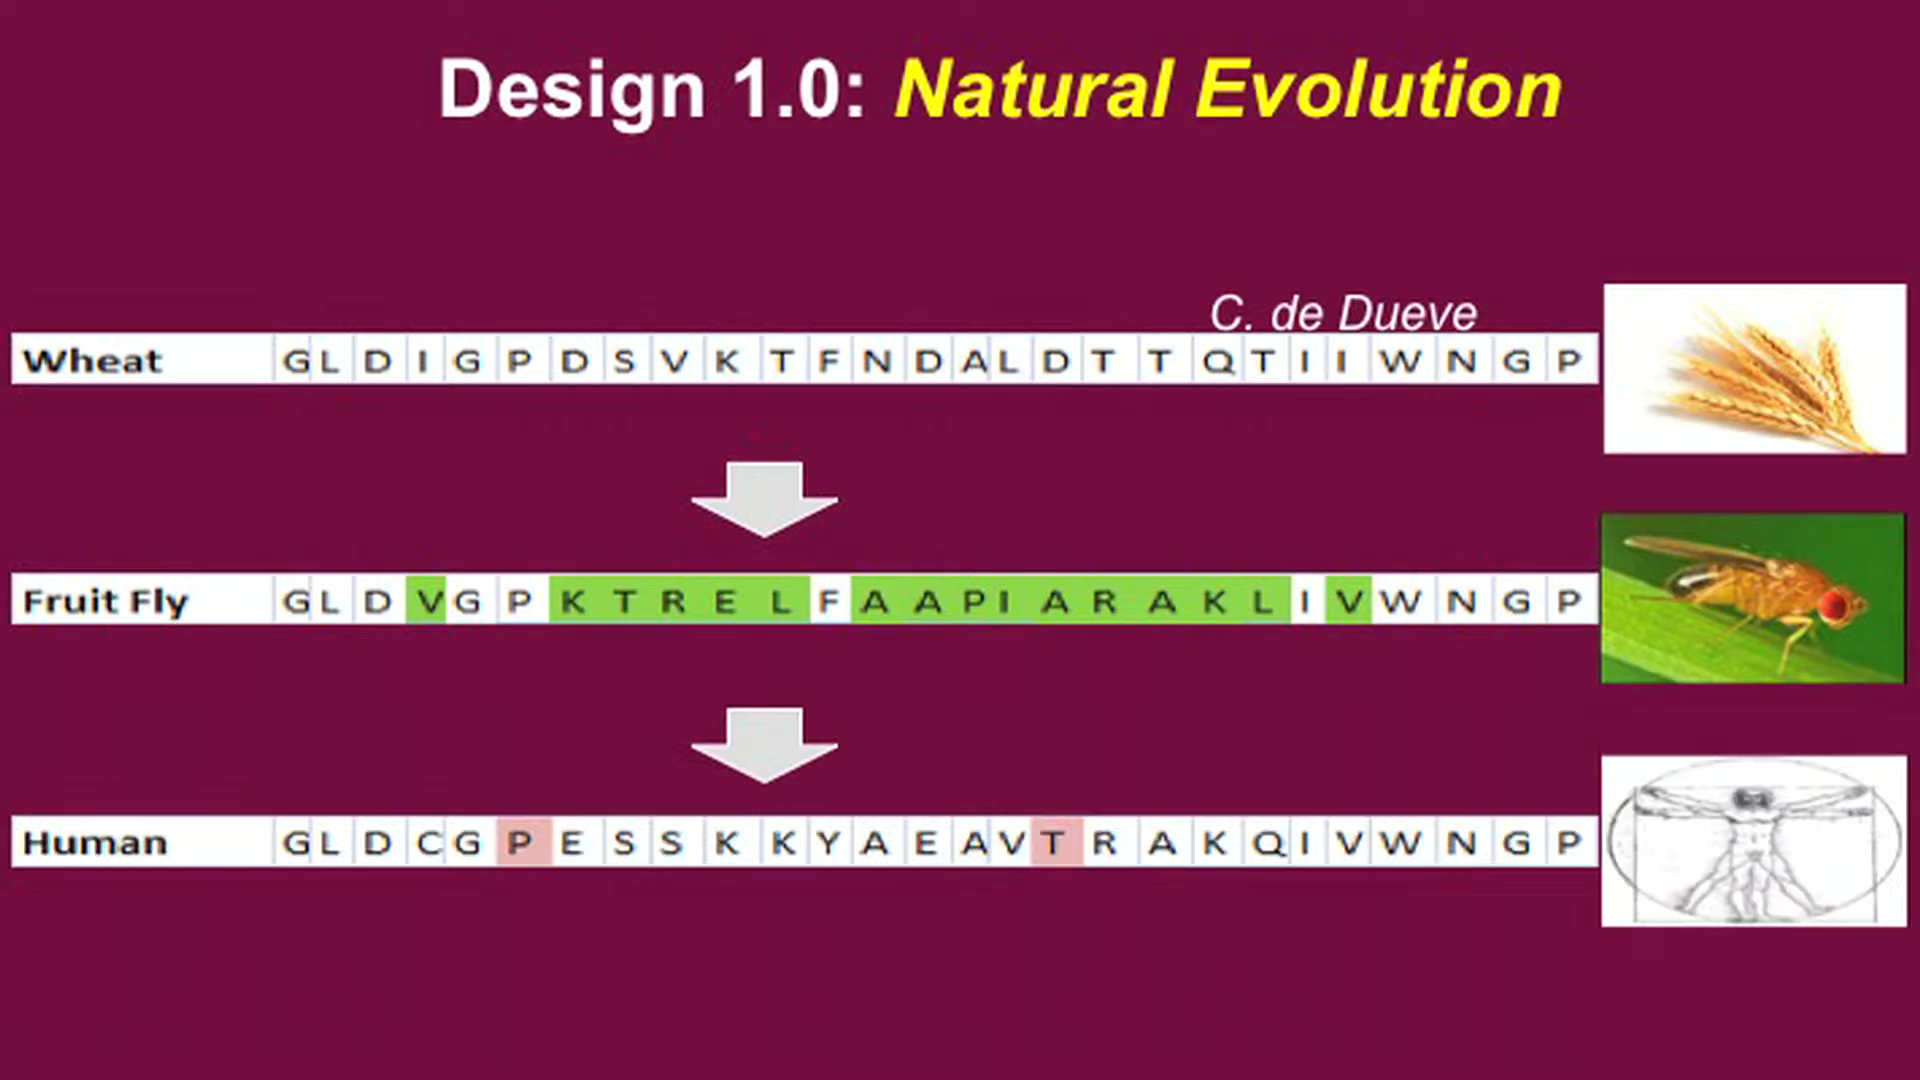 Design 1.0: Natural Evolution
C. de Dueve
Wheat G L D I G P D S V K T F N D A L D T T Q T I I W N G P
Fruit Fly G L D V G P K T R E L F A A P I A R A K L I V W N G P
Human G L D C G P E S S K K Y A E A V T R A K Q I V W N G P